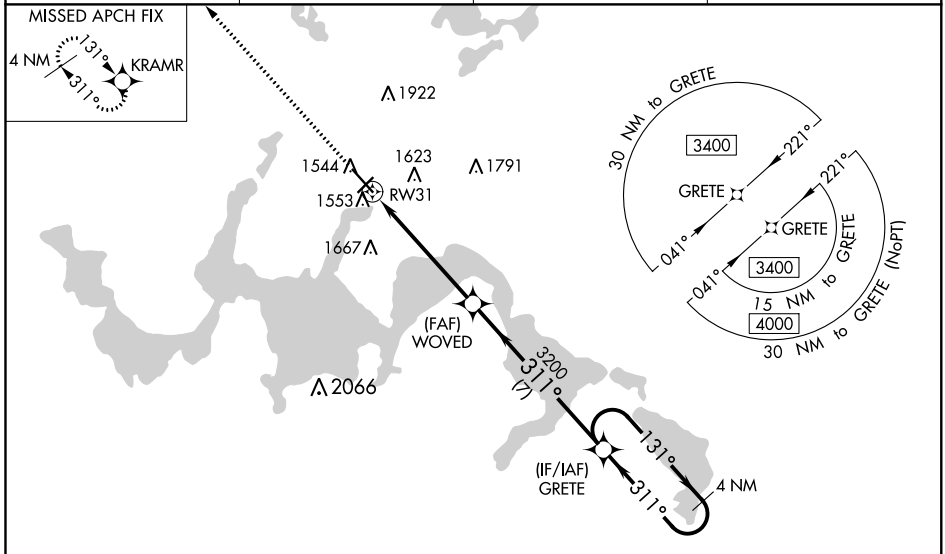 MISSED APCH FIX
4 NM
131°
311°
KRAMR
1922
1544
1623
1791
1553
RW31
1667
(FAF)
WOVED
2066
3200
311°
(7)
(IF/IAF)
GRETE
131°
311°
4 NM
30 NM to GRETE
3400
221°
GRETE
041°
221°
GRETE
041°
3400
15 NM to GRETE
4000
30 NM to GRETE (NoPT)